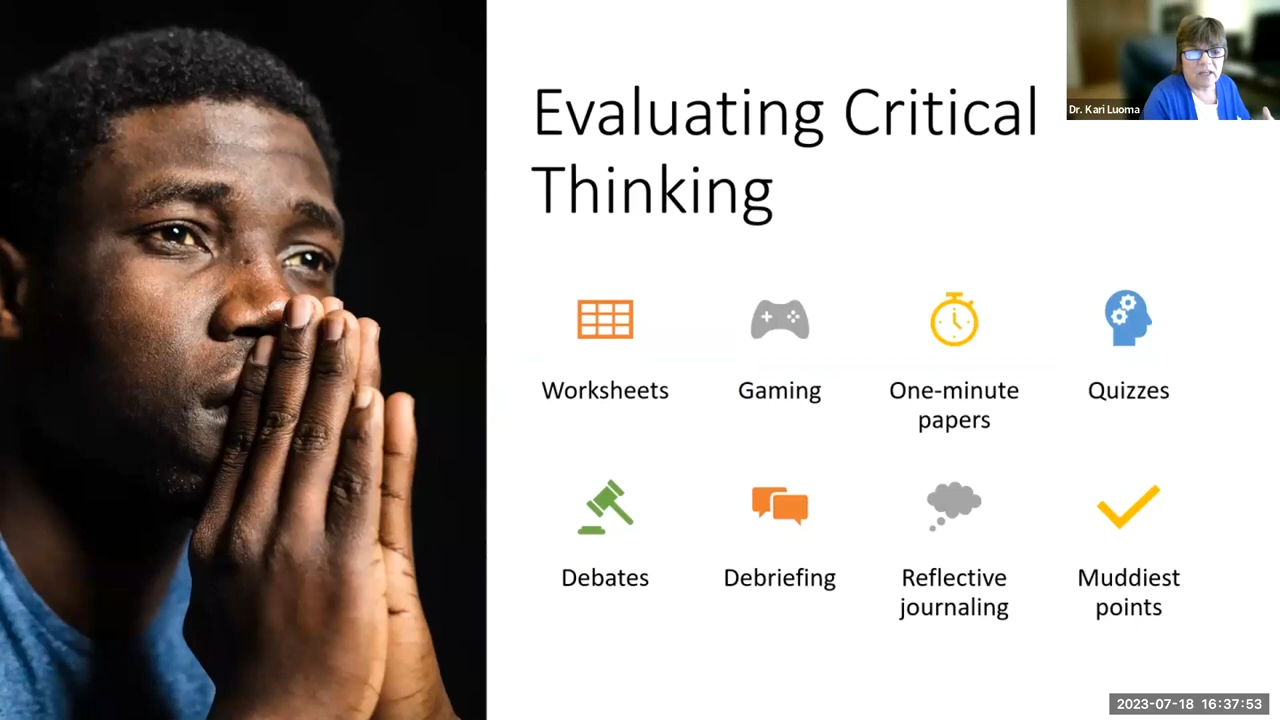 Evaluating Critical
Thinking
Dr. Kari Luoma
Worksheets
Gaming
One-minute
papers
Quizzes
Debates
Debriefing
Reflective
journaling
Muddiest
points
2023-07-18 16:37:53